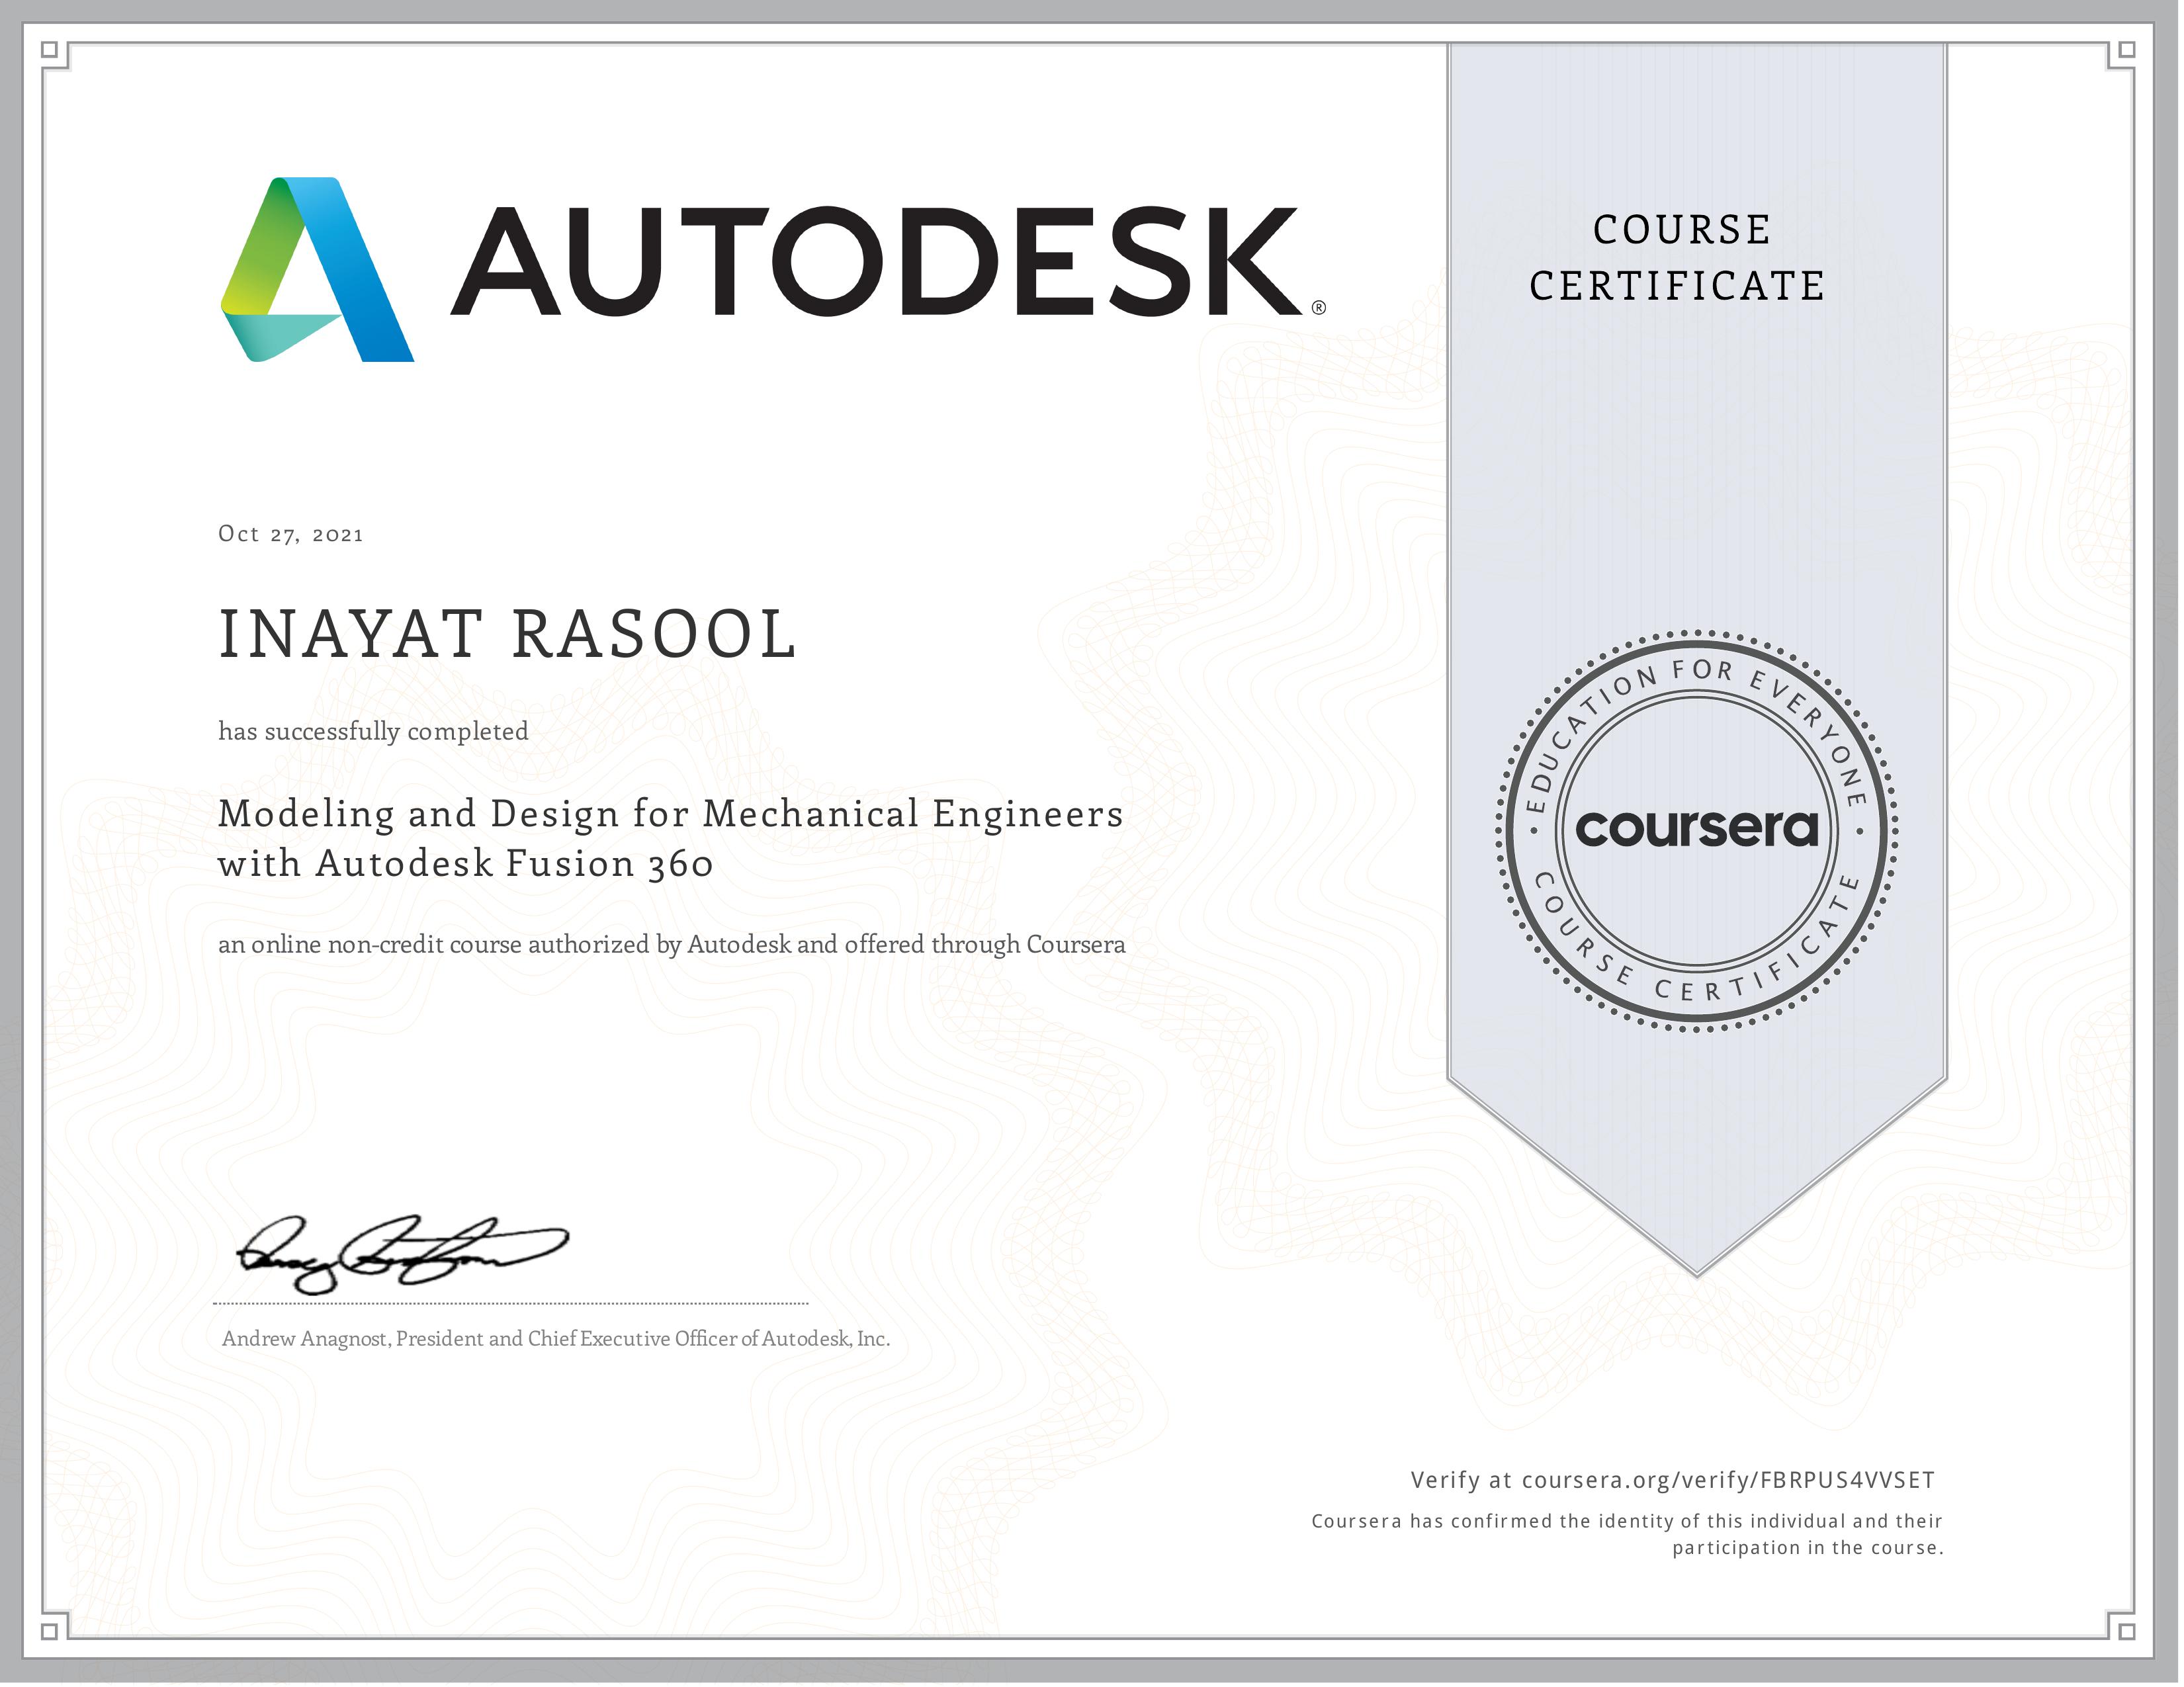 AUTODESK®
COURSE
CERTIFICATE
Oct 27, 2021
INAYAT RASOOL
has successfully completed
Modeling and Design for Mechanical Engineers
with Autodesk Fusion 360
an online non-credit course authorized by Autodesk and offered through Coursera
EDUCATION FOR EVERYONE
coursera
COURSE CERTIFICATE
Andrew Anagnost, President and Chief Executive Officer of Autodesk, Inc.
Verify at coursera.org/verify/FBRPUS4VVSET
Coursera has confirmed the identity of this individual and their
participation in the course.